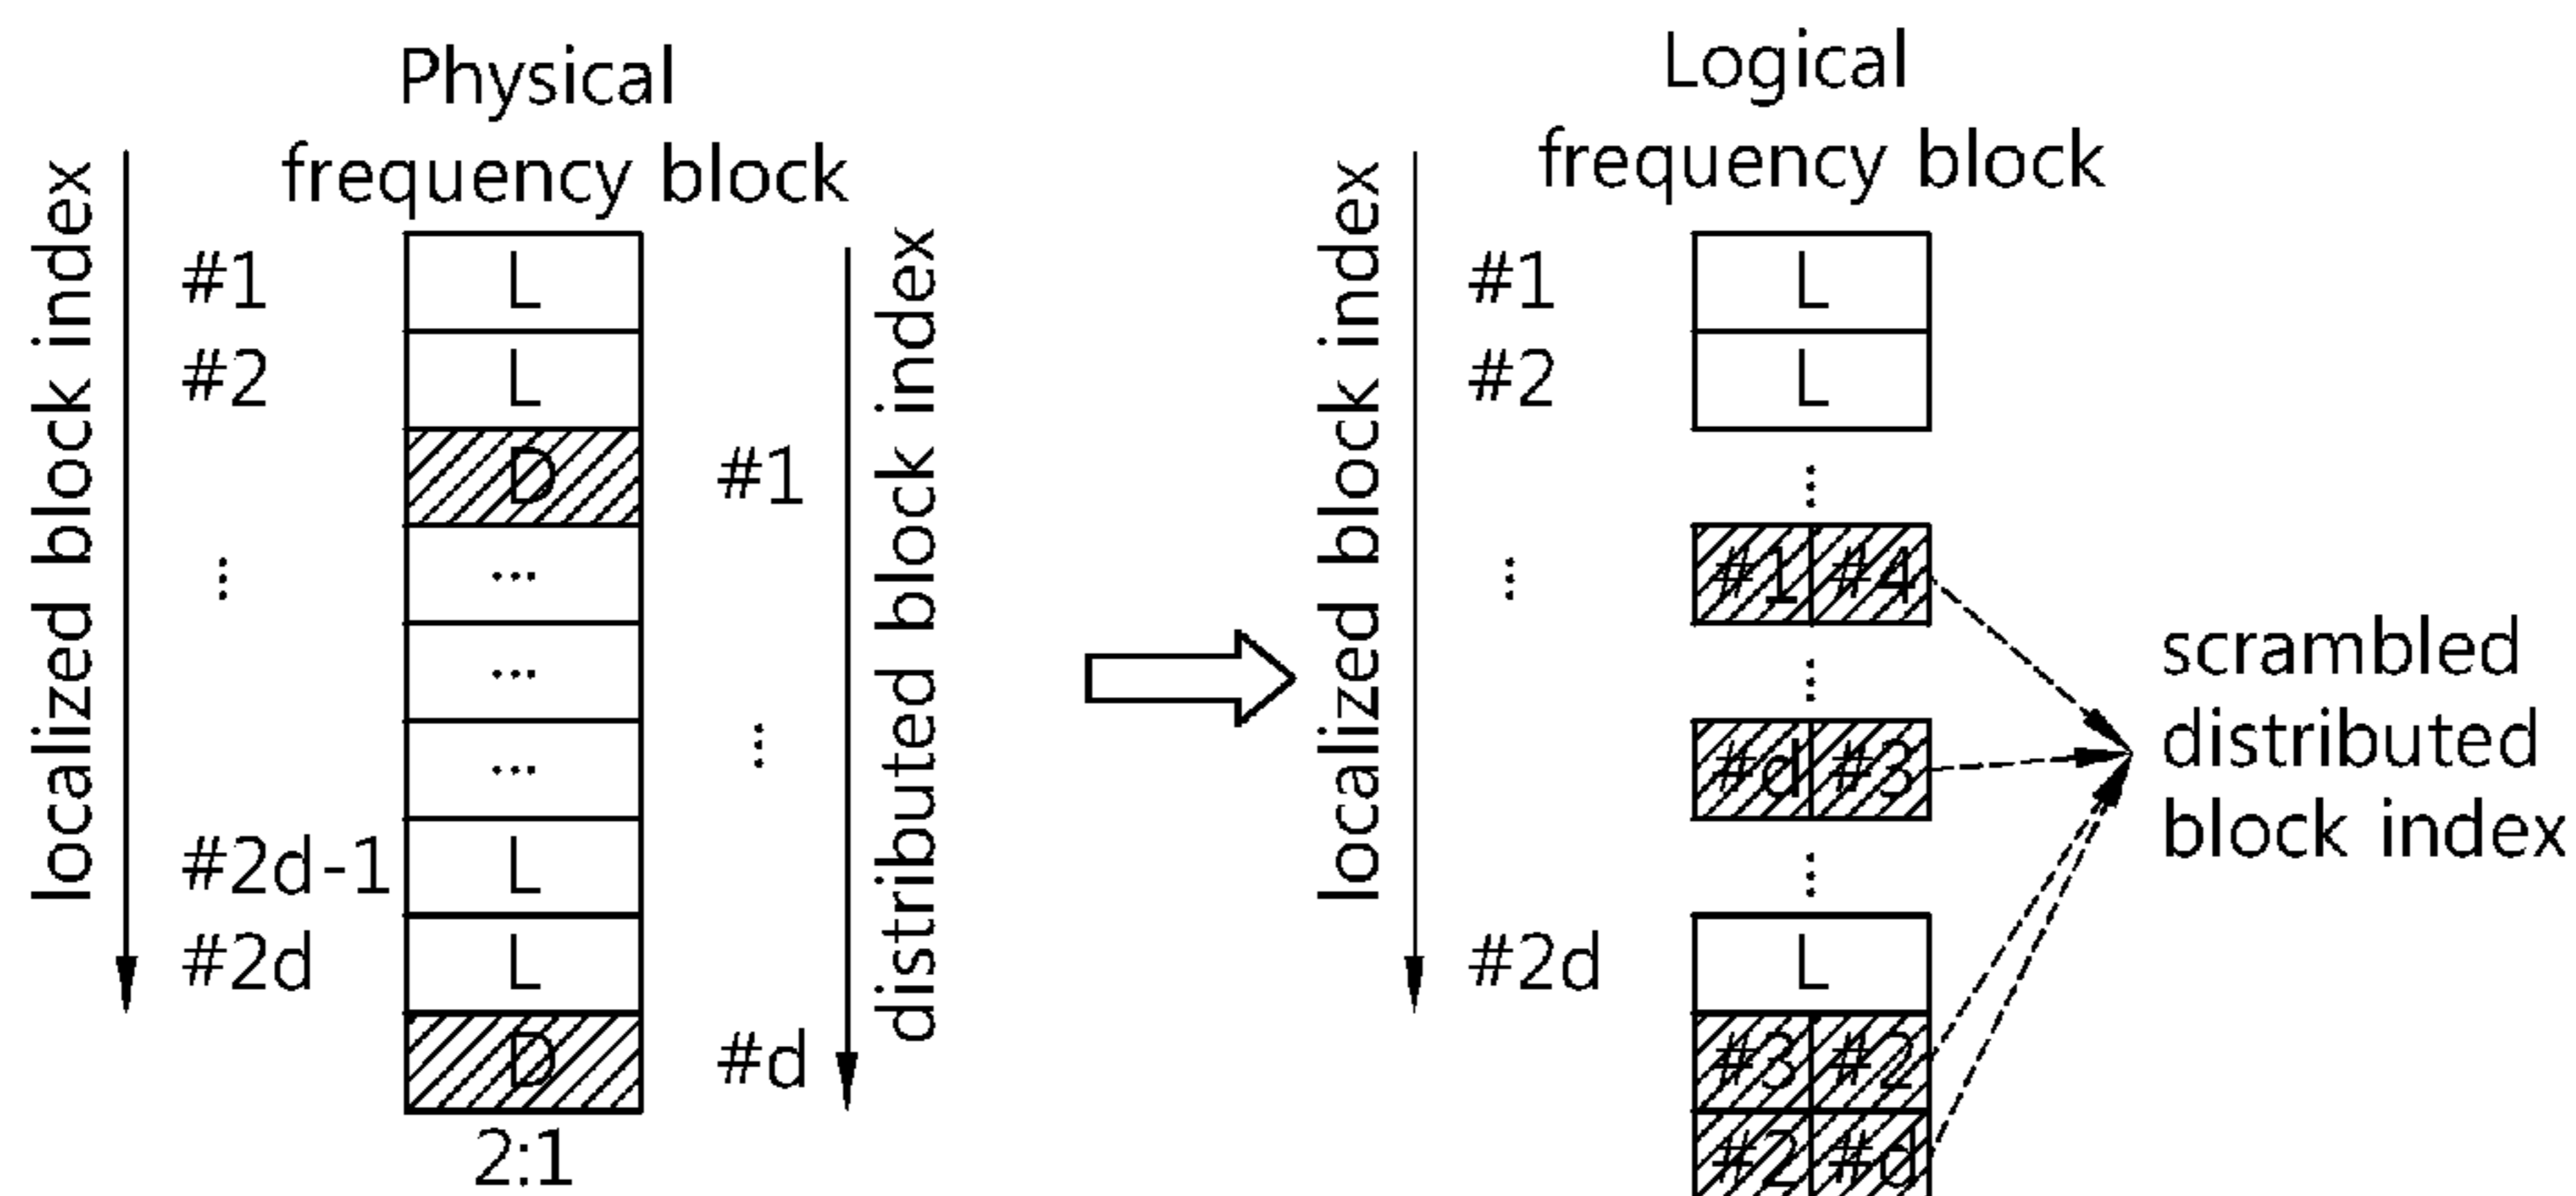 Physical
frequency block
localized block index
#1
L
#2
L
D
#1
...
...
...
...
...
#2d-1
L
#2d
L
D
#d
distributed block index
2:1
Logical
frequency block
localized block index
#1
L
#2
L
...
...
#1 #4
...
#d #3
...
#2d
L
#3 #2
#2 #d
scrambled
distributed
block index